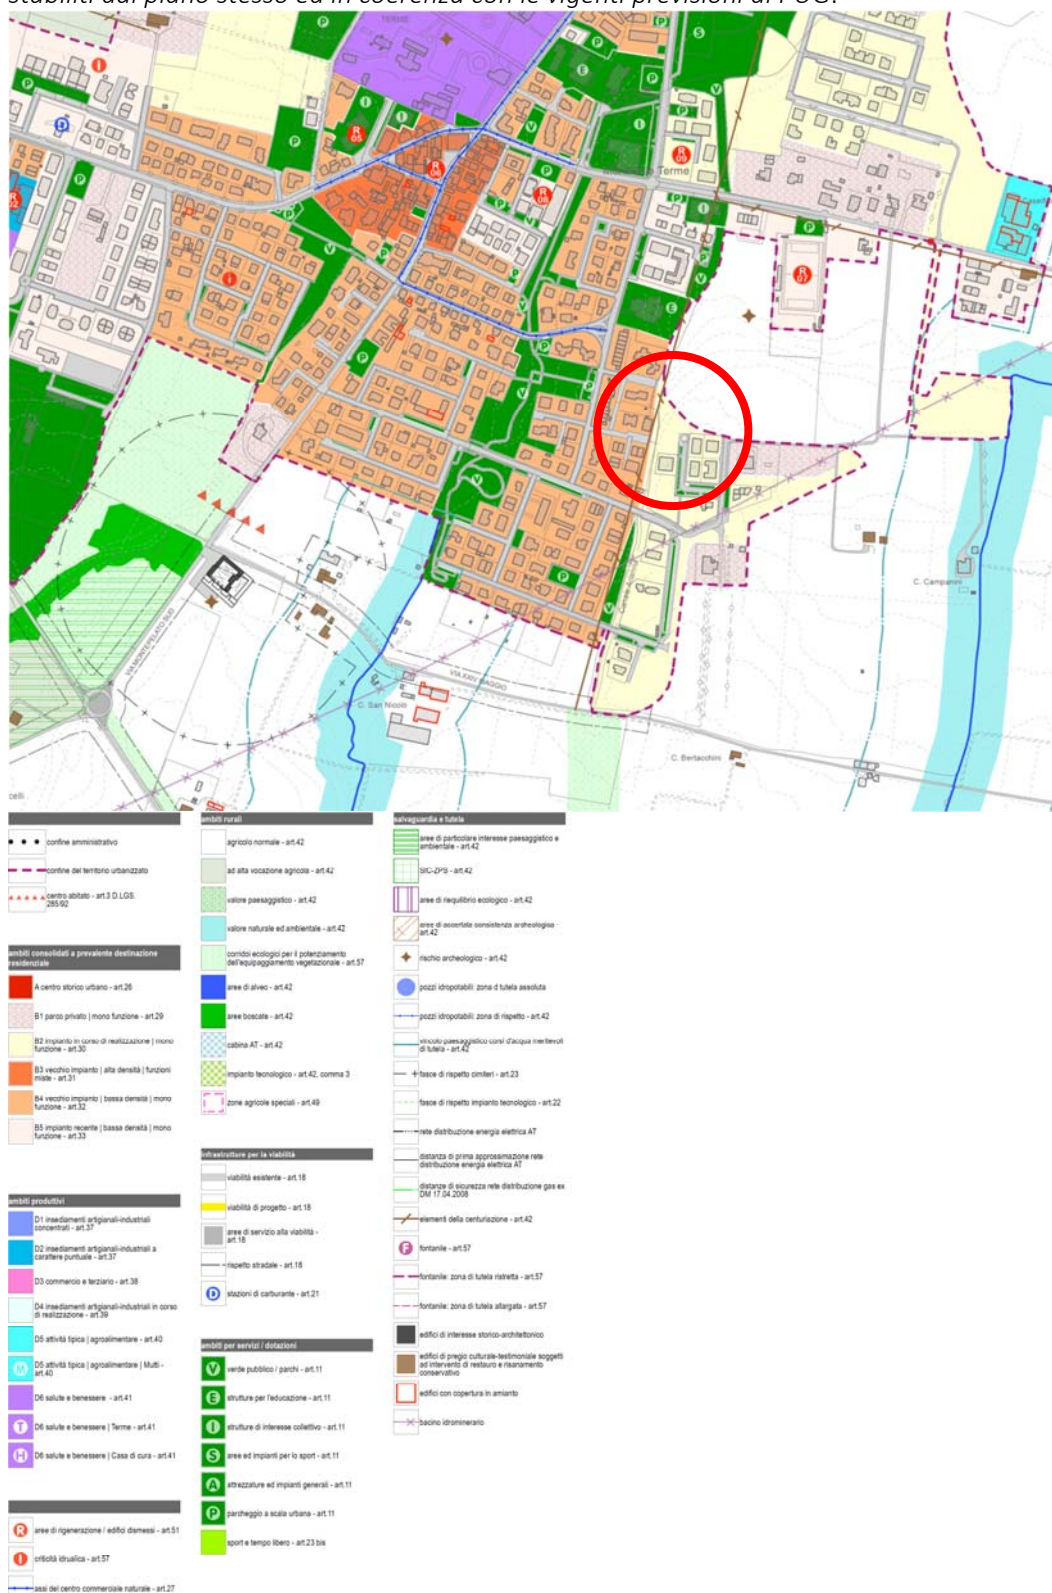 stabiliti dal piano stesso ed in coerenza con le vigenti previsioni di PUG.
TERME
P
S
I
E
P
P
D
P
R
05
I
V
I
V
P
R
06
R
09
Terme
P
R
02
R
08
P
I
P
V
P
V
P
V
P
R
07
I
V
E
P
P
V
V
V
P
V
C. Campanini
VIA MONTEPELATO SUD
VIA XXIV MAGGIO
C. San Nicolò
C. Bertacchini
celli
confine amministrativo
confine del territorio urbanizzato
centro abitato - art.3 D.LGS.
285/92
ambiti consolidati a prevalente destinazione
residenziale
A centro storico urbano - art.26
B1 parco privato | mono funzione - art.29
B2 impianto in corso di realizzazione | mono
funzione - art.30
B3 vecchio impianto | alta densità | funzioni
miste - art.31
B4 vecchio impianto | bassa densità | mono
funzione - art.32
B5 impianto recente | bassa densità | mono
funzione - art.33
ambiti produttivi
D1 insediamenti artigianali-industriali
concentrati - art.37
D2 insediamenti artigianali-industriali a
carattere puntuale - art.37
D3 commercio e terziario - art.38
D4 insediamenti artigianali-industriali in corso
di realizzazione - art.39
D5 attività tipica | agroalimentare - art.40
M
D5 attività tipica | agroalimentare | Mutti -
art.40
D6 salute e benessere - art.41
T
D6 salute e benessere | Terme - art.41
H
D6 salute e benessere | Casa di cura - art.41
R
aree di rigenerazione / edifici dismessi - art.51
I
criticità idrualica - art.57
assi del centro commerciale naturale - art.27
ambiti rurali
agricolo normale - art.42
ad alta vocazione agricola - art.42
valore paesaggistico - art.42
valore naturale ed ambientale - art.42
corridoi ecologici per il potenziamento
dell'equipaggiamento vegetazionale - art.57
aree di alveo - art.42
aree boscate - art.42
cabina AT - art.42
impianto tecnologico - art.42, comma 3
zone agricole speciali - art.49
infrastrutture per la viabilità
viabilità esistente - art.18
viabilità di progetto - art.18
aree di servizio alla viabilità -
art.18
rispetto stradale - art.18
D
stazioni di carburante - art.21
ambiti per servizi / dotazioni
V
verde pubblico / parchi - art.11
E
strutture per l'educazione - art.11
I
strutture di interesse collettivo - art.11
S
aree ed impianti per lo sport - art.11
A
attrezzature ed impianti generali - art.11
P
parcheggio a scala urbana - art.11
sport e tempo libero - art.23 bis
salvaguardia e tutela
aree di particolare interesse paesaggistico e
ambientale - art.42
SIC-ZPS - art.42
aree di riequilibrio ecologico - art.42
aree di accertata consistenza archeologica -
art.42
rischio archeologico - art.42
pozzi idropotabili: zona d tutela assoluta
pozzi idropotabili: zona di rispetto - art.42
vincolo paesaggistico corsi d'acqua meritevoli
di tutela - art.42
fasce di rispetto cimiteri - art.23
fasce di rispetto impianto tecnologico - art.22
rete distribuzione energia elettrica AT
distanza di prima approssimazione rete
distribuzione energia elettrica AT
distanze di sicurezza rete distribuzione gas ex
DM 17.04.2008
elementi della centuriazione - art.42
F
fontanile - art.57
fontanile: zona di tutela ristretta - art.57
fontanile: zona di tutela allargata - art.57
edifici di interesse storico-architettonico
edifici di pregio culturale-testimoniale soggetti
ad intervento di restauro e risanamento
conservativo
edifici con copertura in amianto
bacino idrominerario